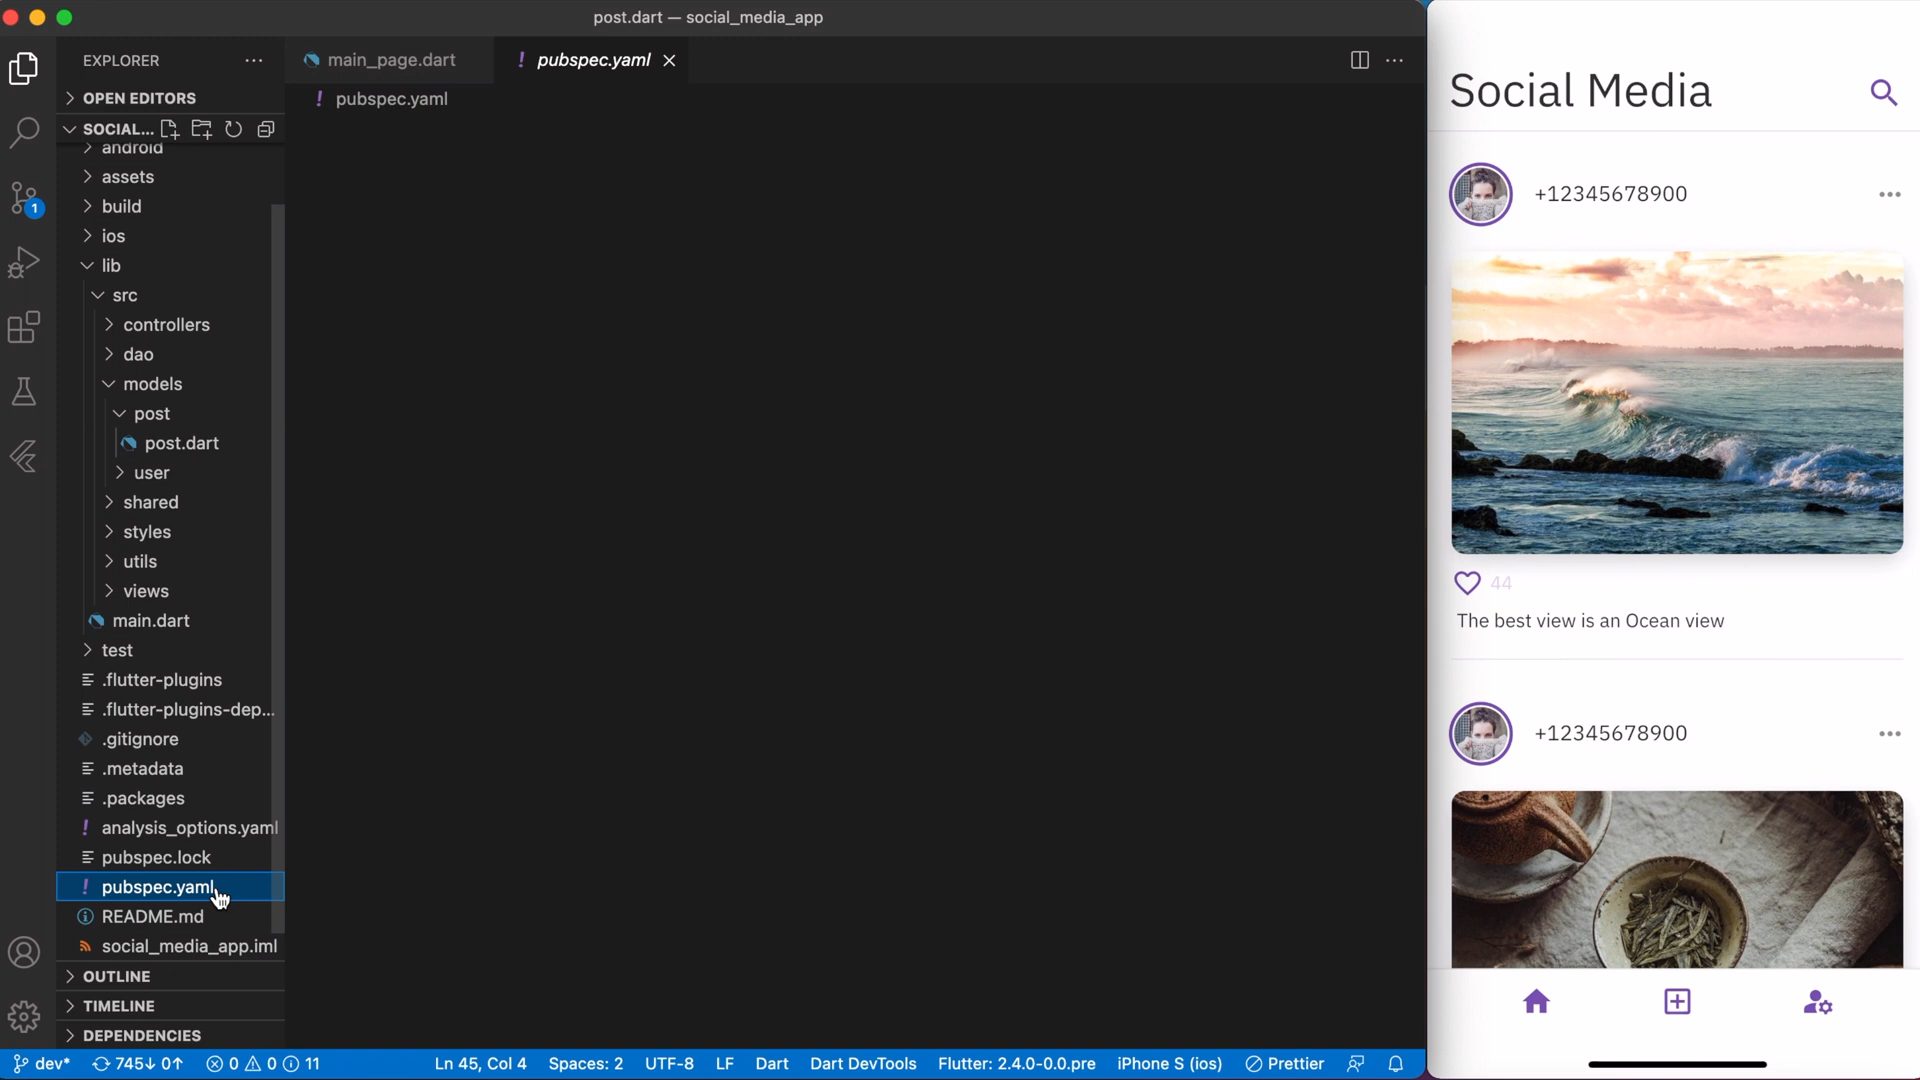 post.dart — social_media_app
EXPLORER
main_page.dart
! pubspec.yaml
OPEN EDITORS
! pubspec.yaml
SOCIAL...
android
assets
build
ios
lib
src
controllers
dao
models
post
post.dart
user
shared
styles
utils
views
main.dart
test
.flutter-plugins
.flutter-plugins-dep...
.gitignore
.metadata
.packages
! analysis_options.yaml
pubspec.lock
! pubspec.yaml
README.md
social_media_app.iml
OUTLINE
TIMELINE
DEPENDENCIES
1
dev* 745↓ 0↑ 0 0 11 Ln 45, Col 4 Spaces: 2 UTF-8 LF Dart Dart DevTools Flutter: 2.4.0-0.0.pre iPhone S (ios) Prettier
Social Media
+12345678900
44
The best view is an Ocean view
+12345678900